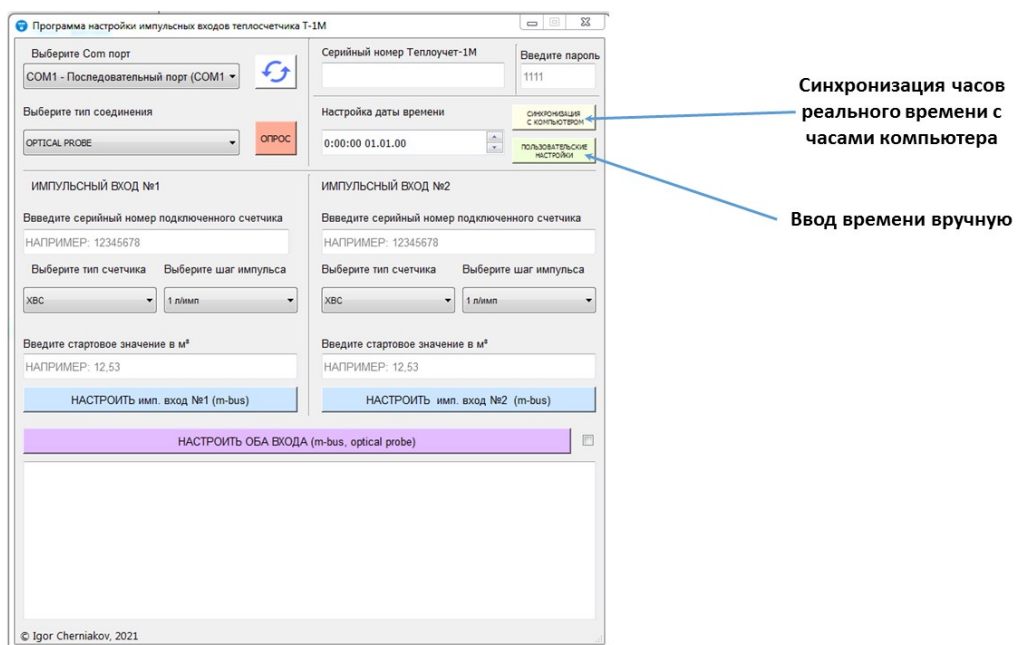 Программа настройки импульсных входов теплосчетчика Т-1М
Выберите Com порт
COM1 - Последовательный порт (COM1
Серийный номер Теплоучет-1М
Введите пароль
1111
Выберите тип соединения
OPTICAL PROBE
ОПРОС
Настройка даты времени
0:00:00 01.01.00
СИНХРОНИЗАЦИЯ
С КОМПЬЮТЕРОМ
ПОЛЬЗОВАТЕЛЬСКИЕ
НАСТРОЙКИ
Синхронизация часов
реального времени с
часами компьютера
Ввод времени вручную
ИМПУЛЬСНЫЙ ВХОД №1
Ввведите серийный номер подключенного счетчика
НАПРИМЕР: 12345678
Выберите тип счетчика
Выберите шаг импульса
ХВС
1 л/имп
Введите стартовое значение в м³
НАПРИМЕР: 12,53
НАСТРОИТЬ имп. вход №1 (m-bus)
ИМПУЛЬСНЫЙ ВХОД №2
Ввведите серийный номер подключенного счетчика
НАПРИМЕР: 12345678
Выберите тип счетчика
Выберите шаг импульса
ХВС
1 л/имп
Введите стартовое значение в м³
НАПРИМЕР: 12,53
НАСТРОИТЬ имп. вход №2 (m-bus)
НАСТРОИТЬ ОБА ВХОДА (m-bus, optical probe)
© Igor Cherniakov, 2021